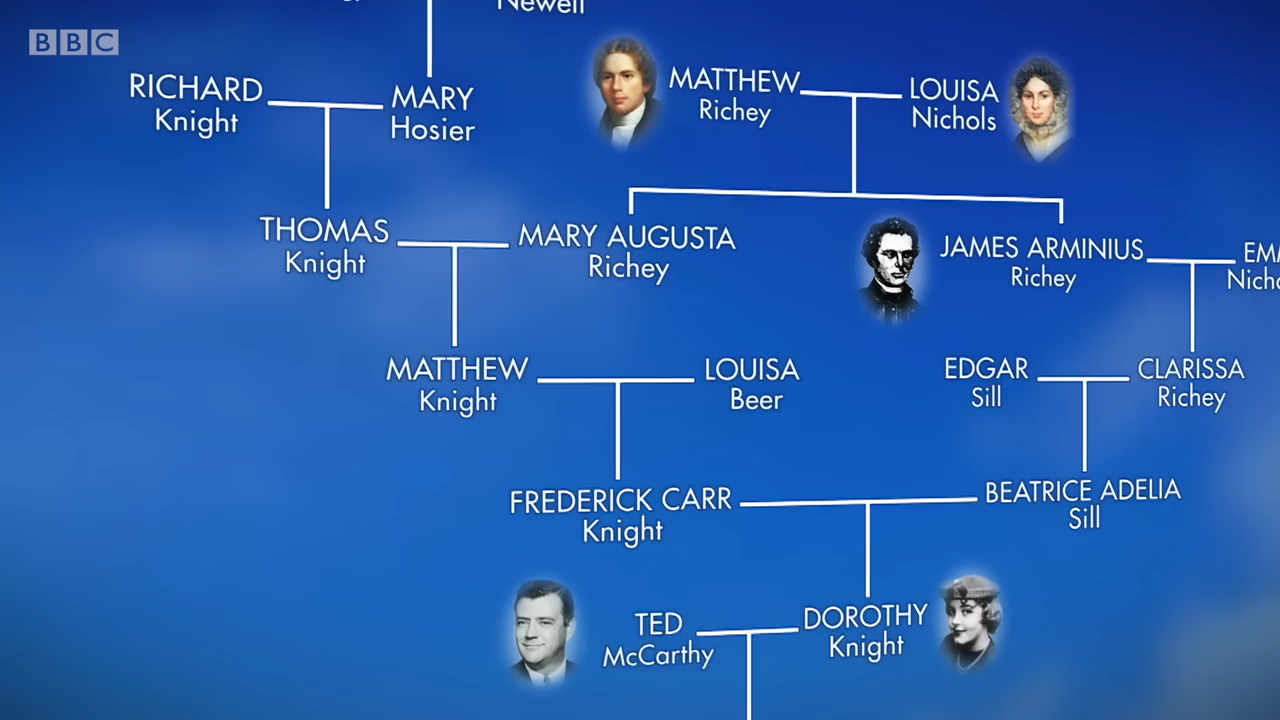 BBC
Newell
RICHARD
Knight
MARY
Hosier
MATTHEW
Richey
LOUISA
Nichols
THOMAS
Knight
MARY AUGUSTA
Richey
JAMES ARMINIUS
Richey
MATTHEW
Knight
LOUISA
Beer
EDGAR
Sill
CLARISSA
Richey
FREDERICK CARR
Knight
BEATRICE ADELIA
Sill
TED
McCarthy
DOROTHY
Knight